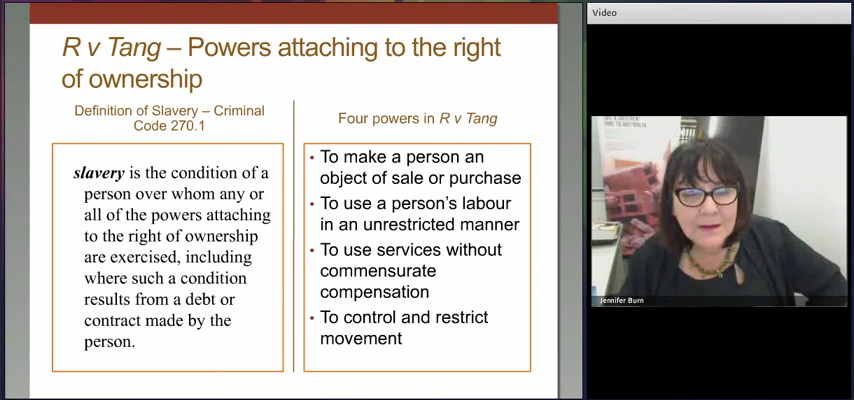 R v Tang – Powers attaching to the right
of ownership
Definition of Slavery – Criminal
Code 270.1
slavery is the condition of a
person over whom any or
all of the powers attaching
to the right of ownership
are exercised, including
where such a condition
results from a debt or
contract made by the
person.
Four powers in R v Tang
• To make a person an
object of sale or purchase
• To use a person’s labour
in an unrestricted manner
• To use services without
commensurate
compensation
• To control and restrict
movement
Video
Jennifer Burn